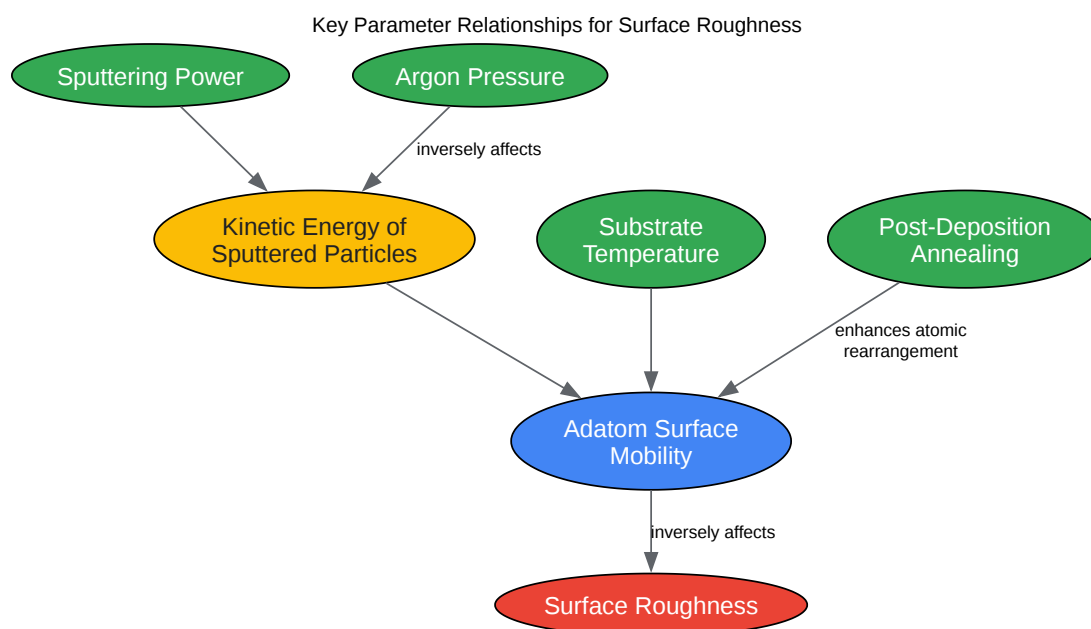 Key Parameter Relationships for Surface Roughness
Sputtering Power
Argon Pressure
inversely affects
Kinetic Energy of
Sputtered Particles
Substrate
Temperature
Post-Deposition
Annealing
enhances atomic
rearrangement
Adatom Surface
Mobility
inversely affects
Surface Roughness